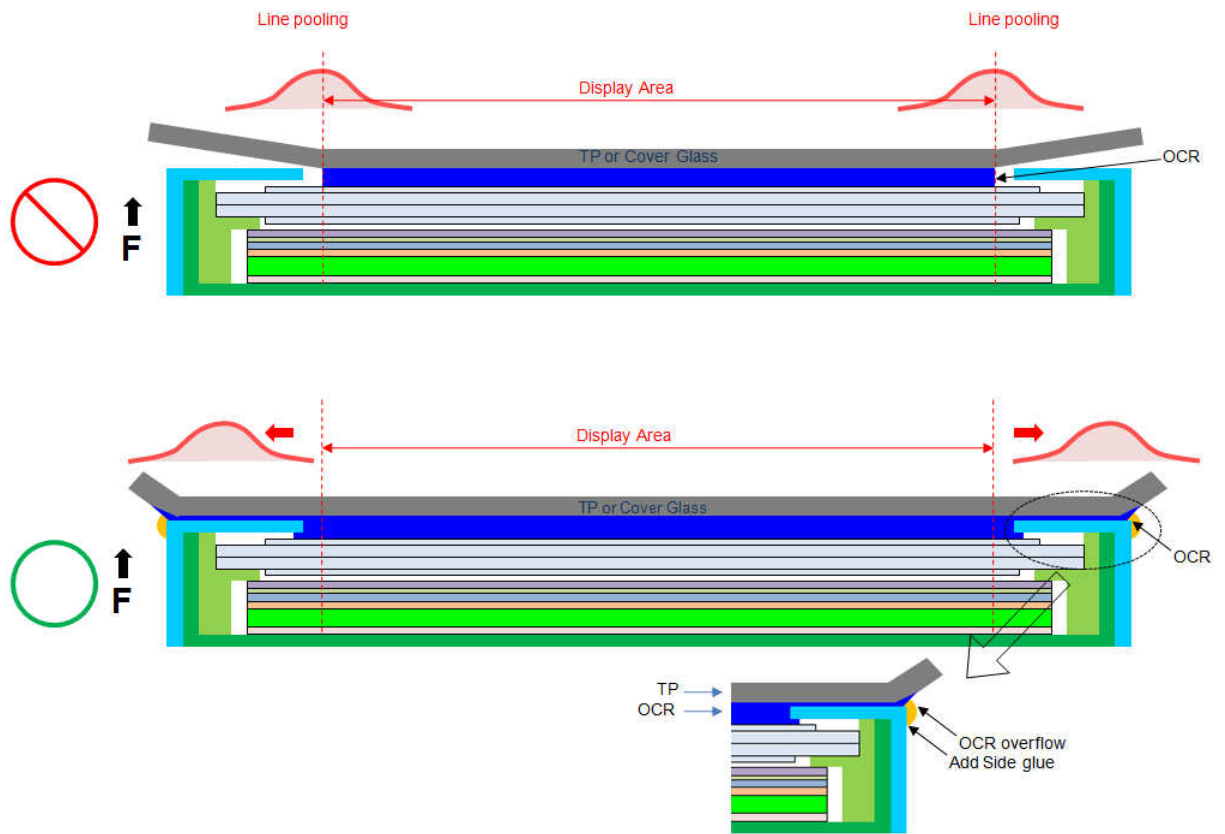 Line pooling
Line pooling
Display Area
TP or Cover Glass
OCR
F
Display Area
TP or Cover Glass
OCR
F
TP
OCR
OCR overflow
Add Side glue